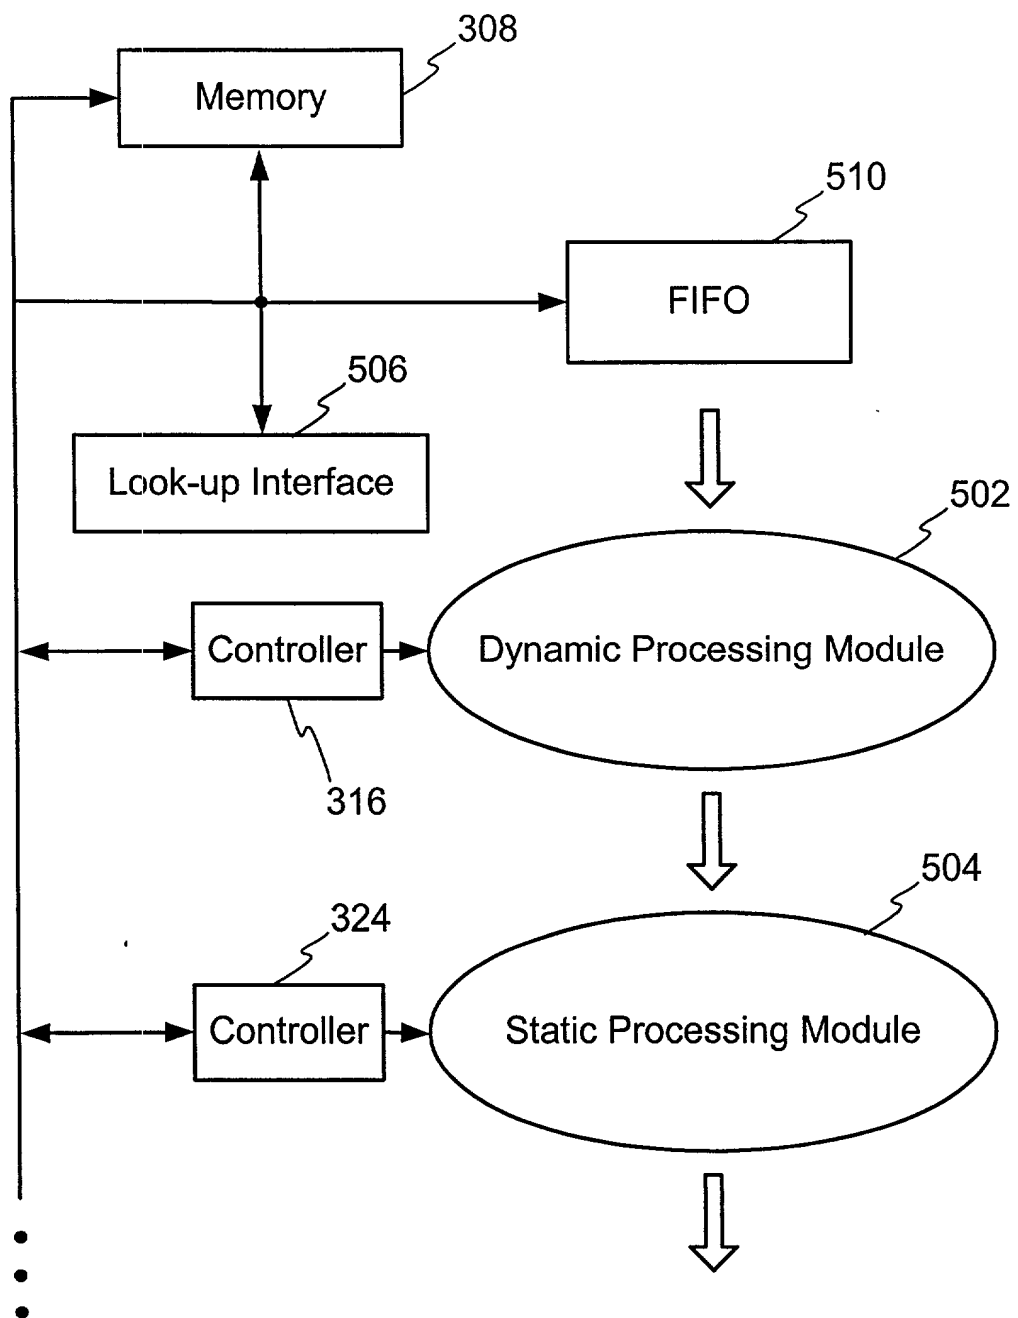 308
Memory
510
FIFO
506
Look-up Interface
502
Controller
Dynamic Processing Module
316
504
324
Controller
Static Processing Module